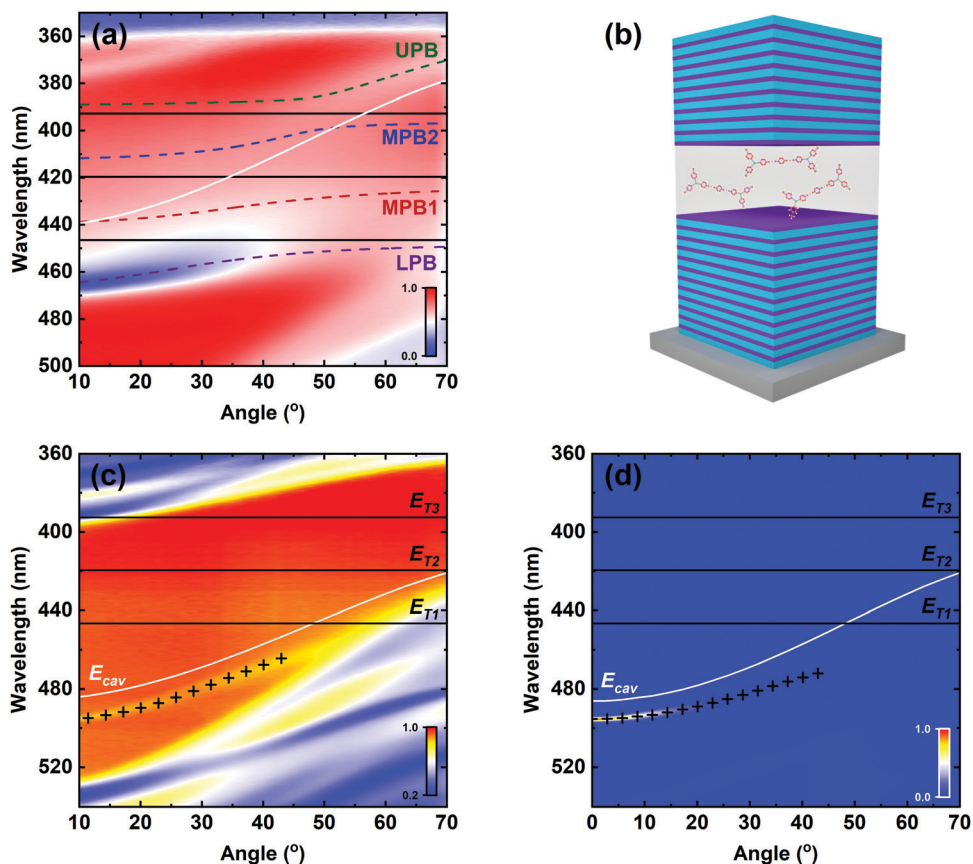 (a)
UPB
MPB2
MPB1
LPB
1.0
0.0
360
380
400
420
440
460
480
500
Wavelength (nm)
10 20 30 40 50 60 70
Angle (º)
(b)
(c)
E_T3
E_T2
E_T1
E_cav
1.0
0.2
360
400
440
480
520
Wavelength (nm)
10 20 30 40 50 60 70
Angle (º)
(d)
E_T3
E_T2
E_T1
E_cav
1.0
0.0
360
400
440
480
520
Wavelength (nm)
0 10 20 30 40 50 60 70
Angle (º)